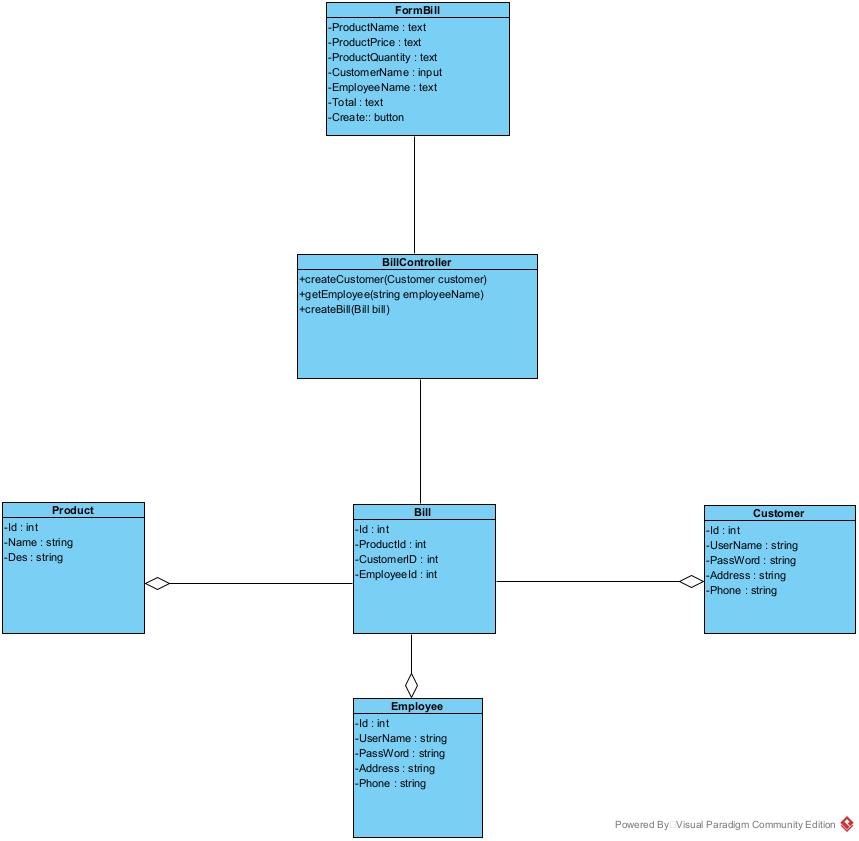 FormBill
-ProductName : text
-ProductPrice : text
-ProductQuantity : text
-CustomerName : input
-EmployeeName : text
-Total : text
-Create:: button
BillController
+createCustomer(Customer customer)
+getEmployee(string employeeName)
+createBill(Bill bill)
Product
-Id : int
-Name : string
-Des : string
Bill
-Id : int
-ProductId : int
-CustomerID : int
-EmployeeId : int
Customer
-Id : int
-UserName : string
-PassWord : string
-Address : string
-Phone : string
Employee
-Id : int
-UserName : string
-PassWord : string
-Address : string
-Phone : string
Powered By Visual Paradigm Community Edition